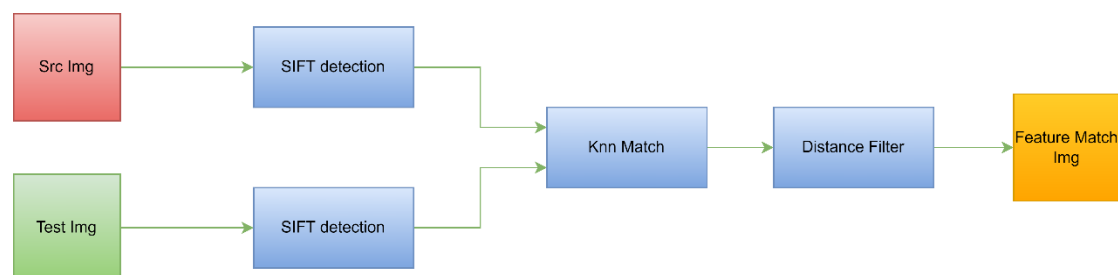 Src Img
SIFT detection
Knn Match
Distance Filter
Feature Match
Img
Test Img
SIFT detection